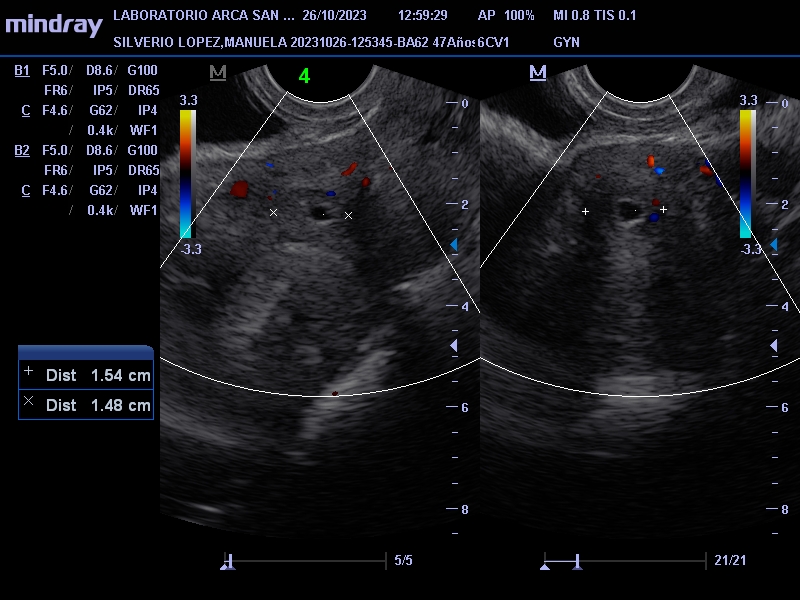 mindray LABORATORIO ARCA SAN ... 26/10/2023 12:59:29 AP 100% MI 0.8 TIS 0.1
SILVERIO LOPEZ,MANUELA 20231026-125345-BA62 47Años 6CV1 GYN
B1 F5.0/ D8.6/ G100
FR6/ IP5/ DR65
C F4.6/ G62/ IP4
/ 0.4k/ WF1
B2 F5.0/ D8.6/ G100
FR6/ IP5/ DR65
C F4.6/ G62/ IP4
/ 0.4k/ WF1
+ Dist 1.54 cm
× Dist 1.48 cm
M
4
3.3
-3.3
0
2
4
6
8
5/5
M
3.3
-3.3
0
2
4
6
8
21/21